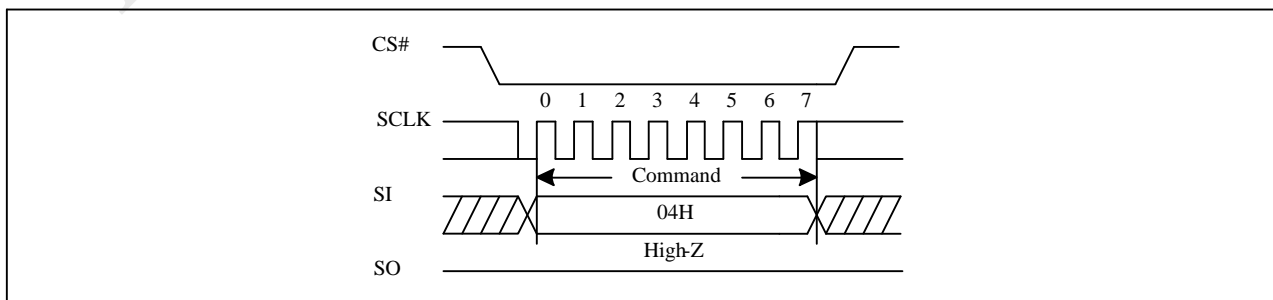 CS#
0 1 2 3 4 5 6 7
SCLK
Command
SI
04H
High-Z
SO